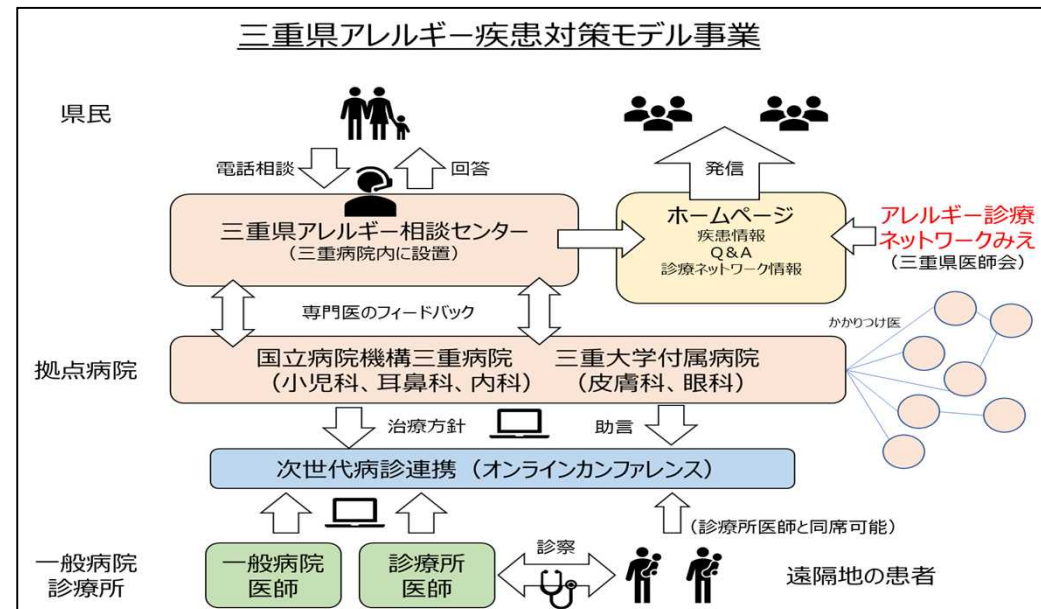 三重県アレルギー疾患対策モデル事業
県民
電話相談
回答
発信
三重県アレルギー相談センター
（三重病院内に設置）
ホームページ
疾患情報
Q&A
診療ネットワーク情報
アレルギー診療
ネットワークみえ
（三重県医師会）
専門医のフィードバック
かかりつけ医
拠点病院
国立病院機構三重病院
（小児科、耳鼻科、内科）
三重大学付属病院
（皮膚科、眼科）
治療方針
助言
次世代病診連携（オンラインカンファレンス）
（診療所医師と同席可能）
一般病院
診療所
一般病院
医師
診療所
医師
診察
遠隔地の患者